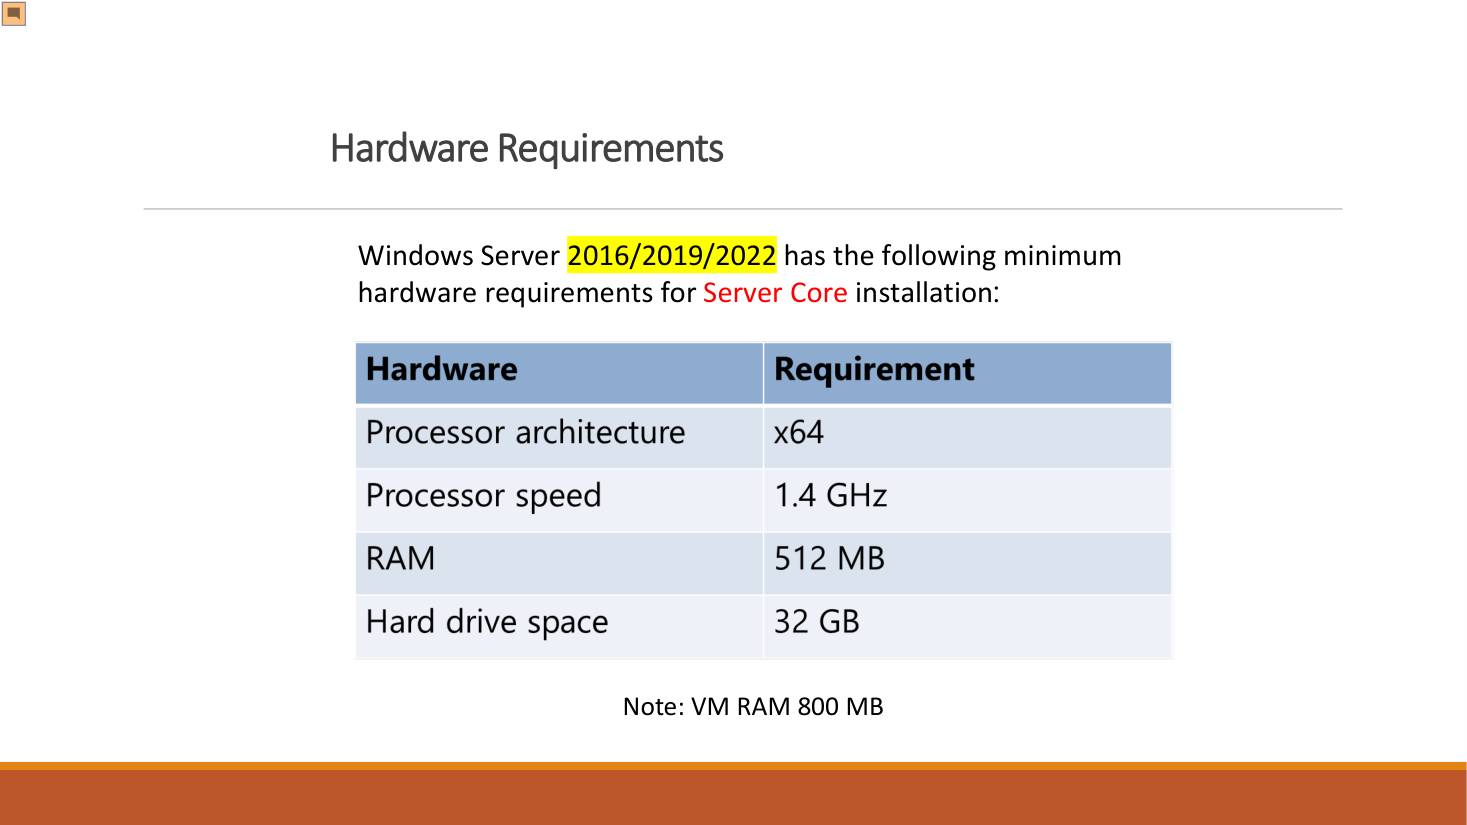 Hardware Requirements
Windows Server 2016/2019/2022 has the following minimum
hardware requirements for Server Core installation:
Hardware Requirement
Processor architecture x64
Processor speed 1.4 GHz
RAM 512 MB
Hard drive space 32 GB
Note: VM RAM 800 MB